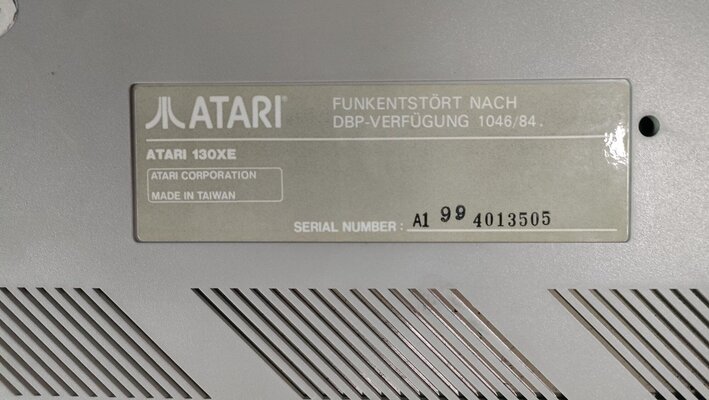 ATARI®
FUNKENTSTÖRT NACH
DBP-VERFÜGUNG 1046/84.
ATARI 130XE
ATARI CORPORATION
MADE IN TAIWAN
SERIAL NUMBER: A1 99 4013505